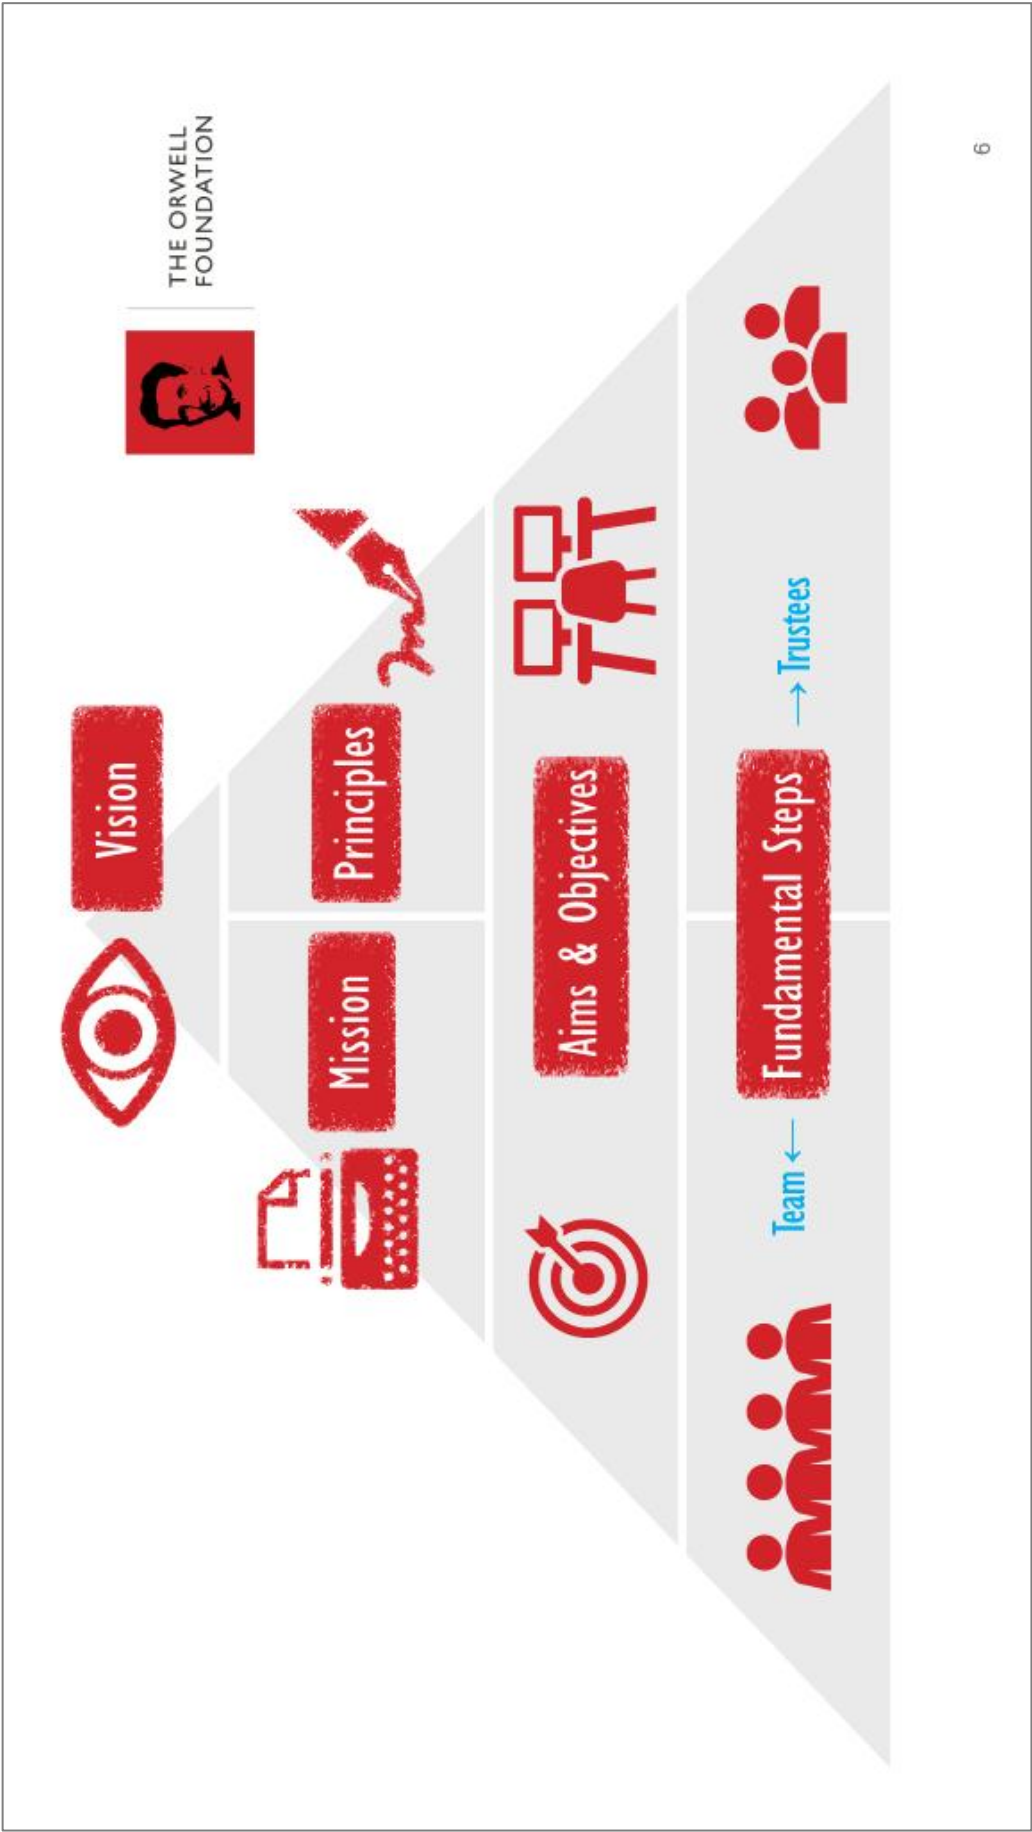 THE ORWELL
FOUNDATION
Vision
Mission
Principles
Aims & Objectives
Team ←
Fundamental Steps
→ Trustees
6